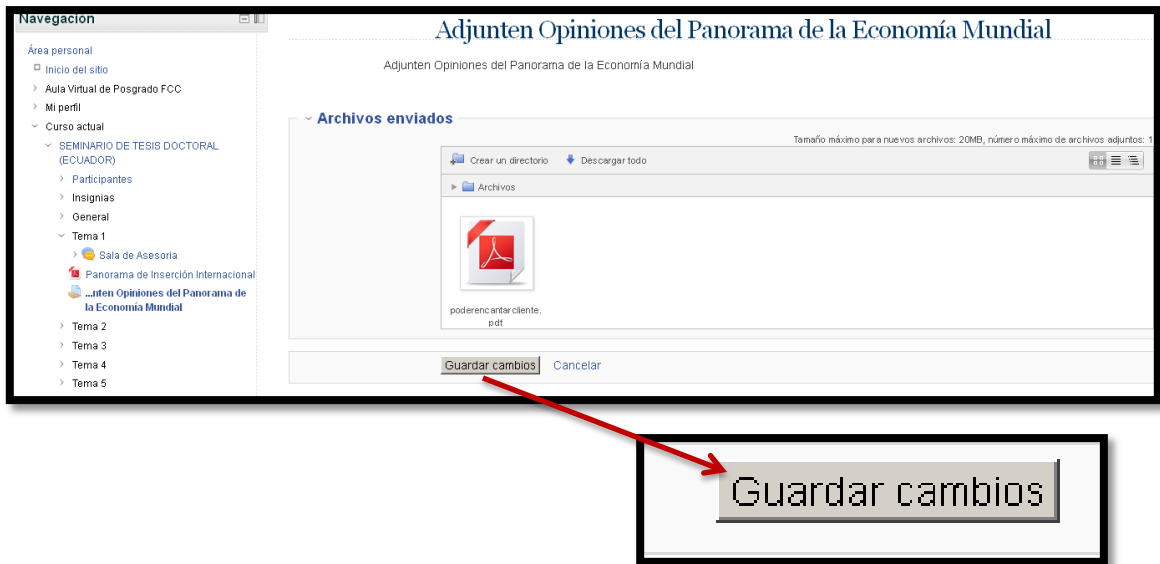 Navegación
Área personal
Inicio del sitio
Aula Virtual de Posgrado FCC
Mi perfil
Curso actual
SEMINARIO DE TESIS DOCTORAL
(ECUADOR)
Participantes
Insignias
General
Tema 1
Sala de Asesoria
Panorama de Inserción Internacional
...nten Opiniones del Panorama de
la Economía Mundial
Tema 2
Tema 3
Tema 4
Tema 5
Adjunten Opiniones del Panorama de la Economía Mundial
Adjunten Opiniones del Panorama de la Economía Mundial
Archivos enviados
Tamaño máximo para nuevos archivos: 20MB, número máximo de archivos adjuntos: 1
Crear un directorio Descargar todo
Archivos
poderencantarcliente.
pdf
Guardar cambios Cancelar
Guardar cambios